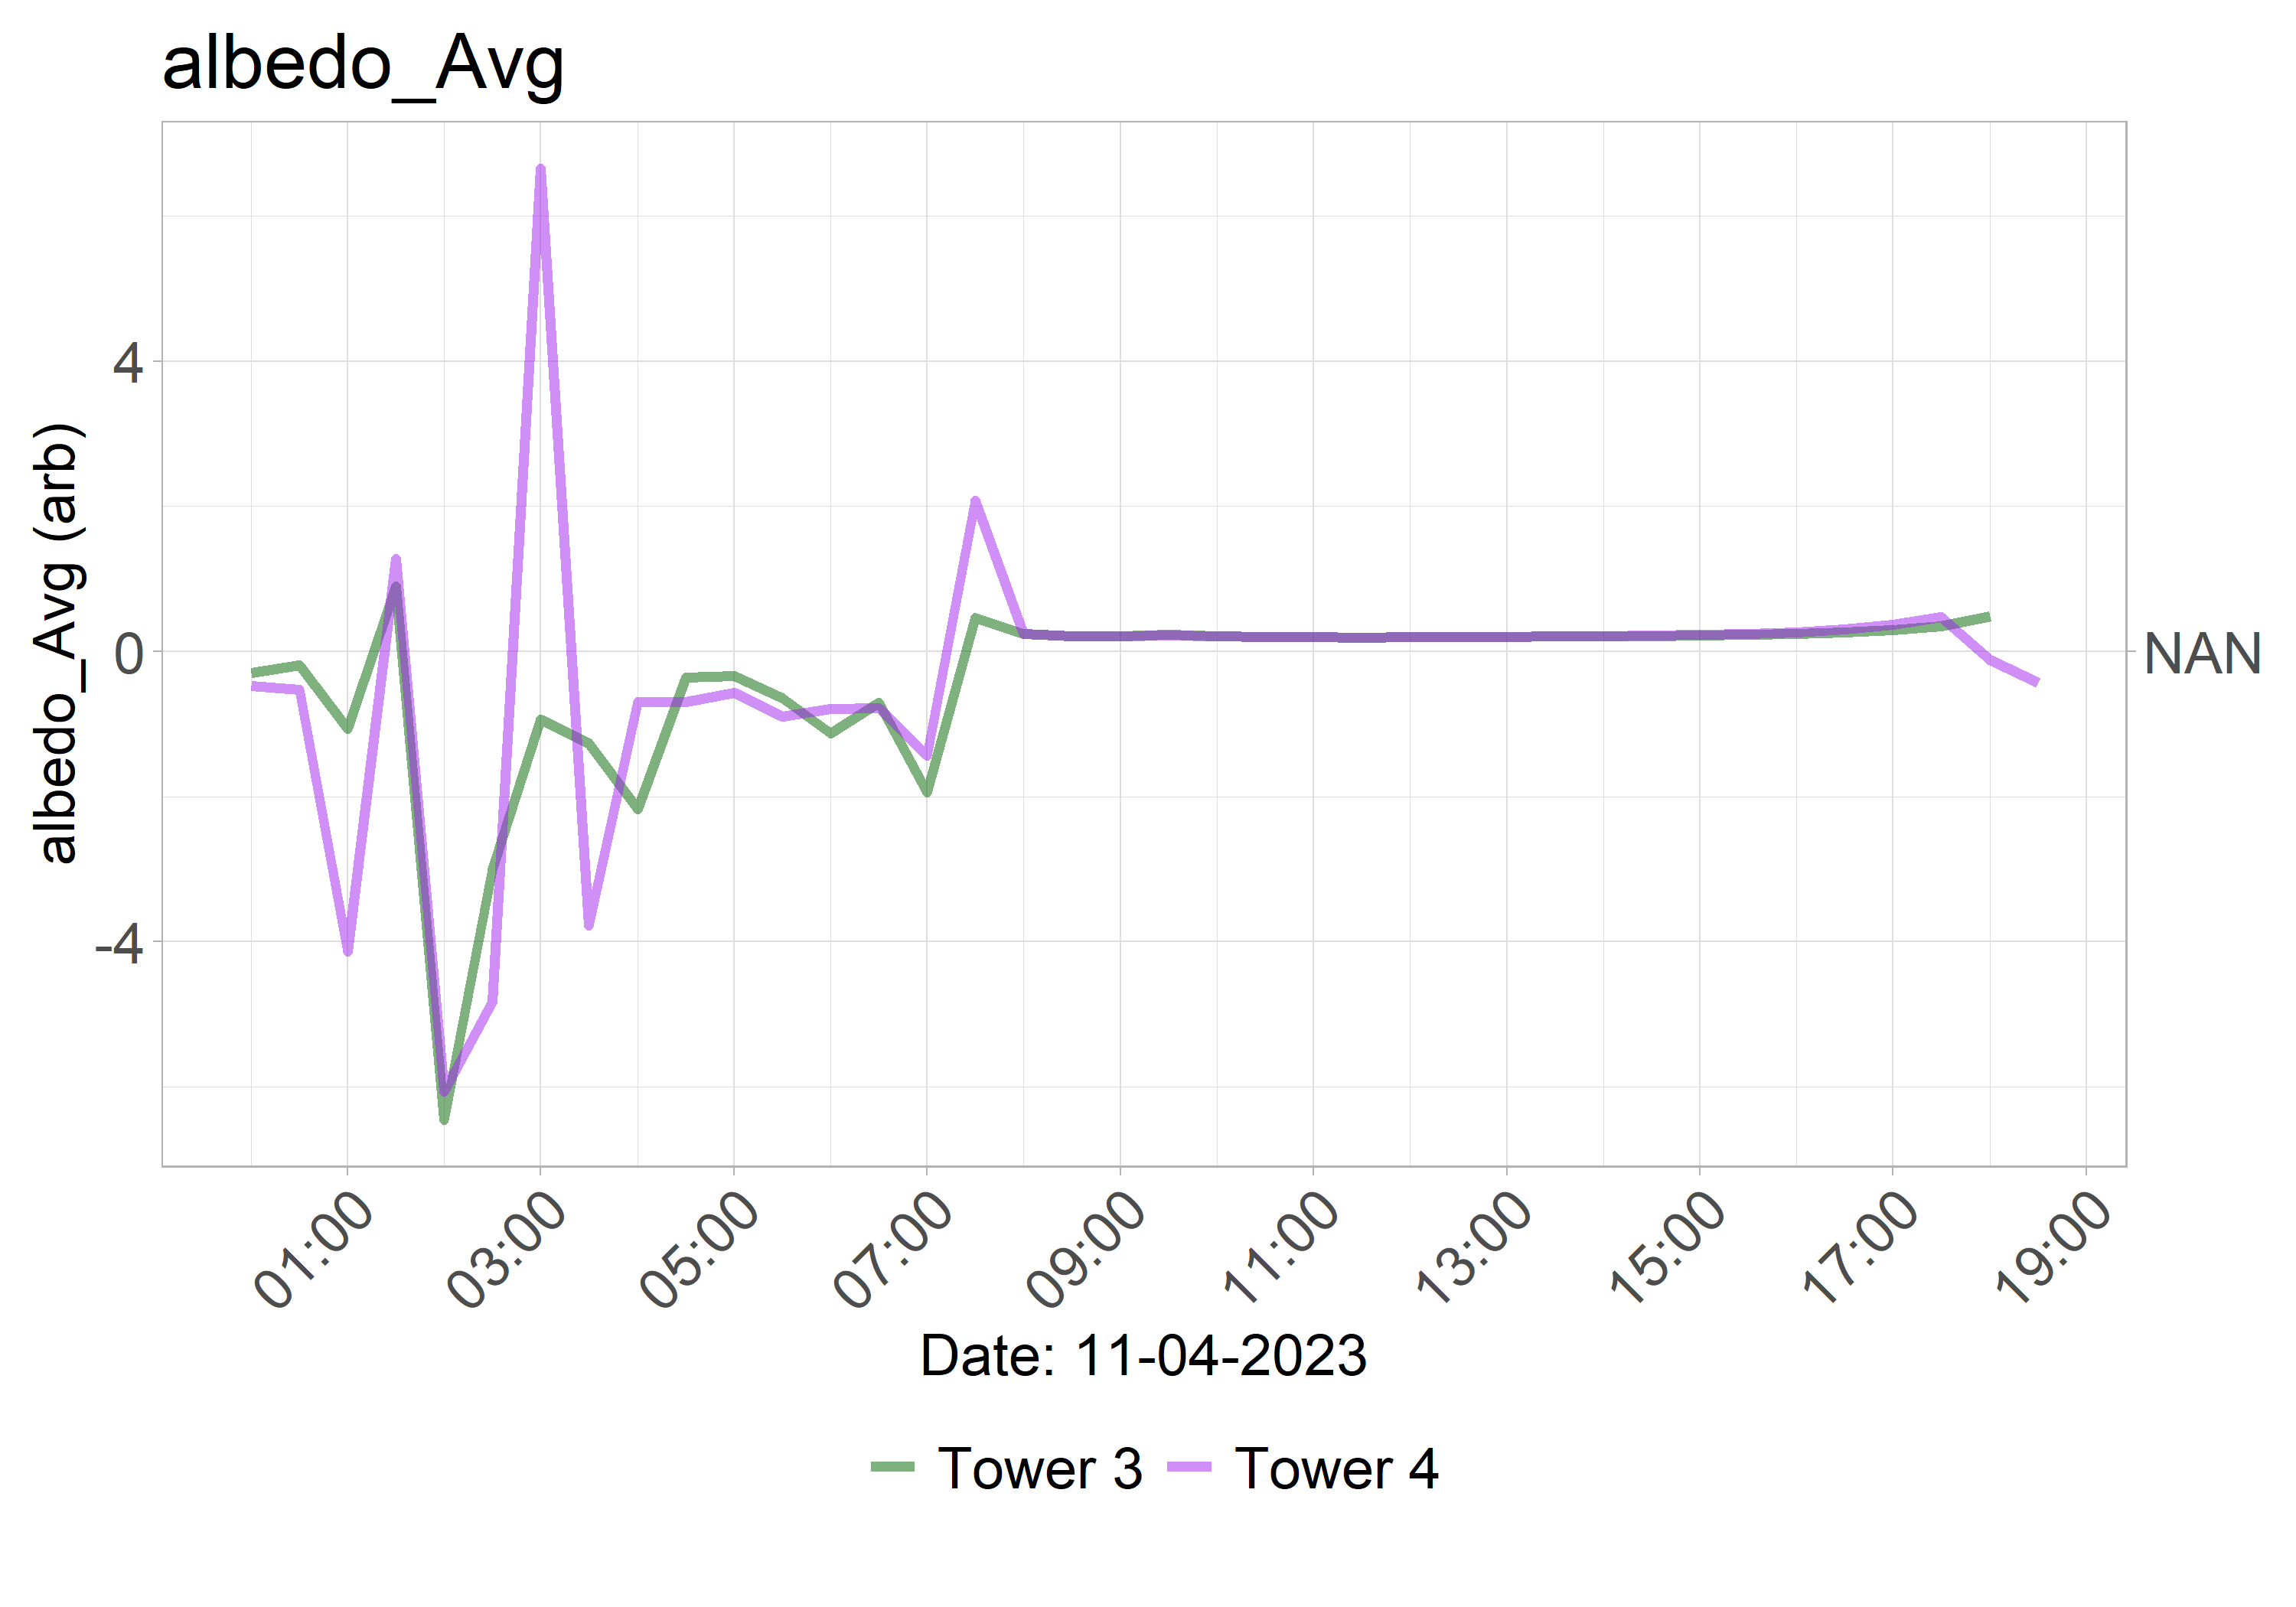 albedo_Avg
albedo_Avg (arb)
4
0
-4
NAN
01:00
03:00
05:00
07:00
09:00
11:00
13:00
15:00
17:00
19:00
Date: 11-04-2023
Tower 3
Tower 4